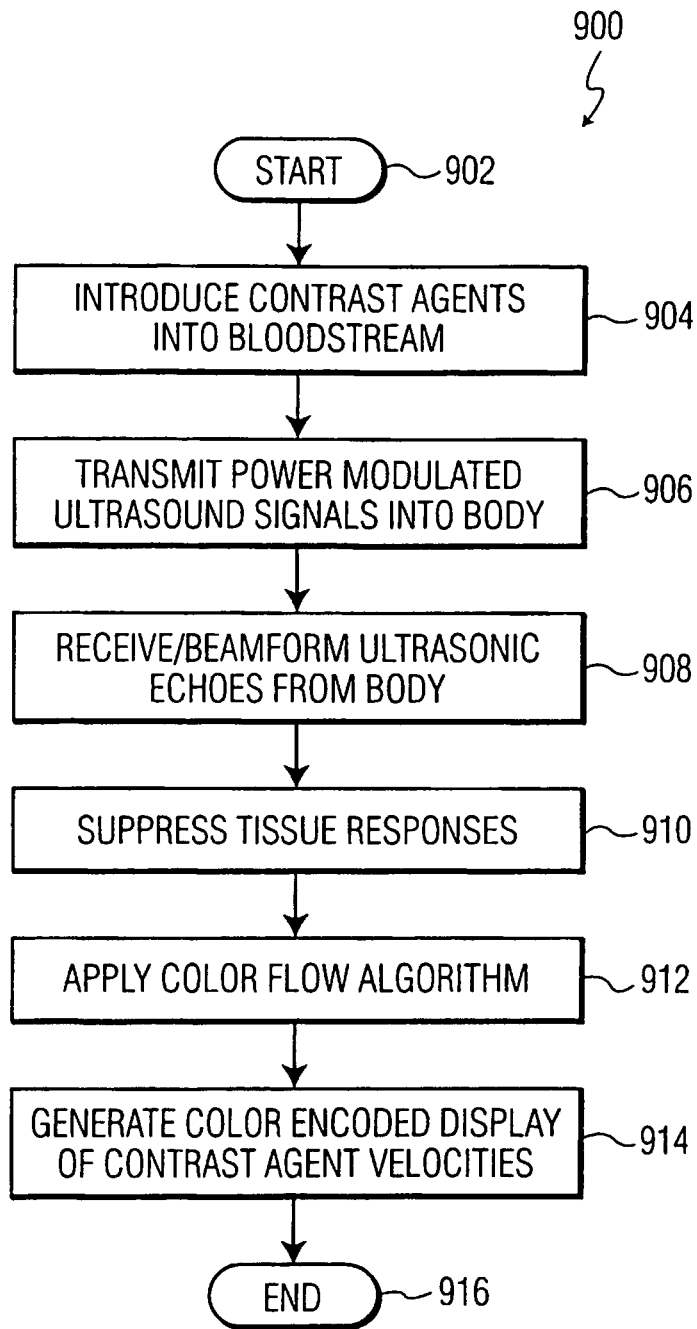 900
START
902
INTRODUCE CONTRAST AGENTS
INTO BLOODSTREAM
904
TRANSMIT POWER MODULATED
ULTRASOUND SIGNALS INTO BODY
906
RECEIVE/BEAMFORM ULTRASONIC
ECHOES FROM BODY
908
SUPPRESS TISSUE RESPONSES
910
APPLY COLOR FLOW ALGORITHM
912
GENERATE COLOR ENCODED DISPLAY
OF CONTRAST AGENT VELOCITIES
914
END
916